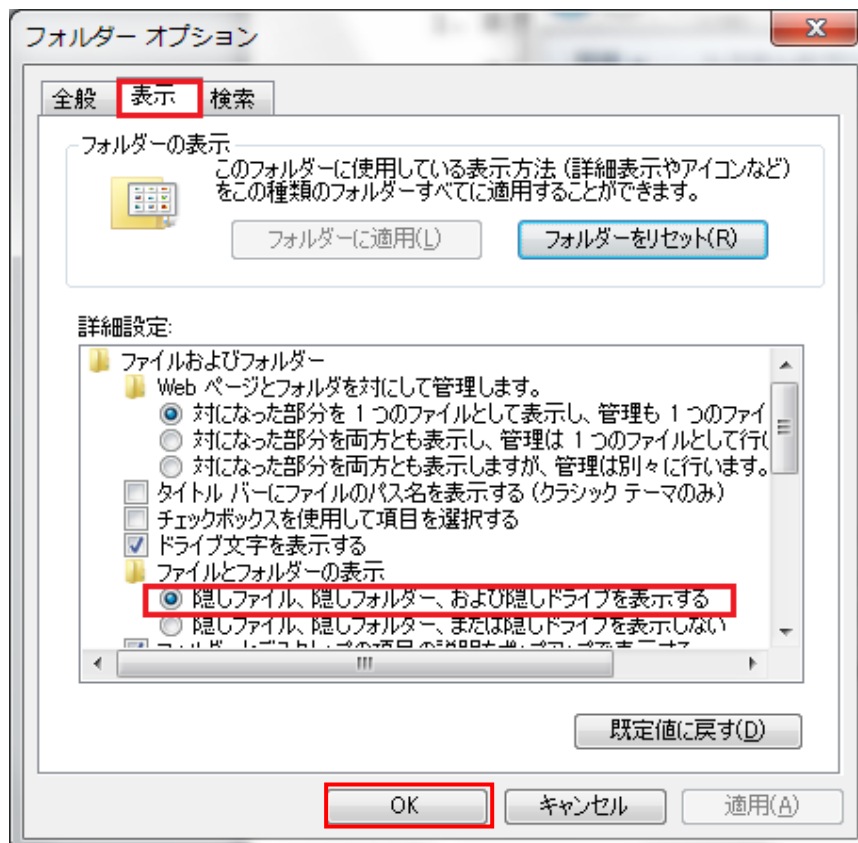 フォルダー オプション
全般 表示 検索
フォルダーの表示
このフォルダーに使用している表示方法 (詳細表示やアイコンなど)
をこの種類のフォルダーすべてに適用することができます。
フォルダーに適用(L) フォルダーをリセット(R)
詳細設定:
ファイルおよびフォルダー
Web ページとフォルダを対にして管理します。
対になった部分を 1 つのファイルとして表示し、管理も 1 つのファイ
対になった部分を両方とも表示し、管理は 1 つのファイルとして行(
対になった部分を両方とも表示しますが、管理は別々に行います。
タイトル バーにファイルのパス名を表示する (クラシック テーマのみ)
チェックボックスを使用して項目を選択する
ドライブ文字を表示する
ファイルとフォルダーの表示
隠しファイル、隠しフォルダー、および隠しドライブを表示する
隠しファイル、隠しフォルダー、または隠しドライブを表示しない
既定値に戻す(D)
OK キャンセル 適用(A)